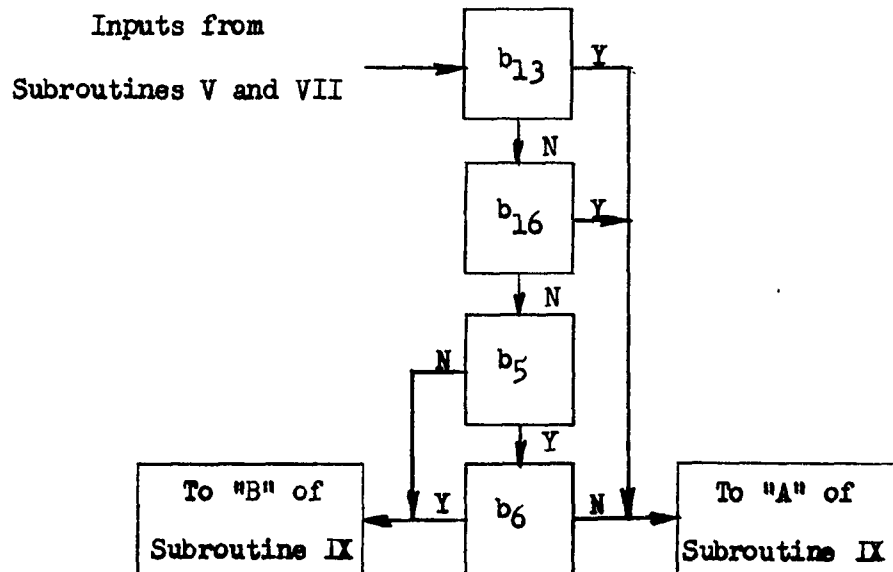 Inputs from
Subroutines V and VII
b13
Y
N
b16
Y
N
b5
N
Y
To "B" of
Subroutine IX
Y
b6
N
To "A" of
Subroutine IX